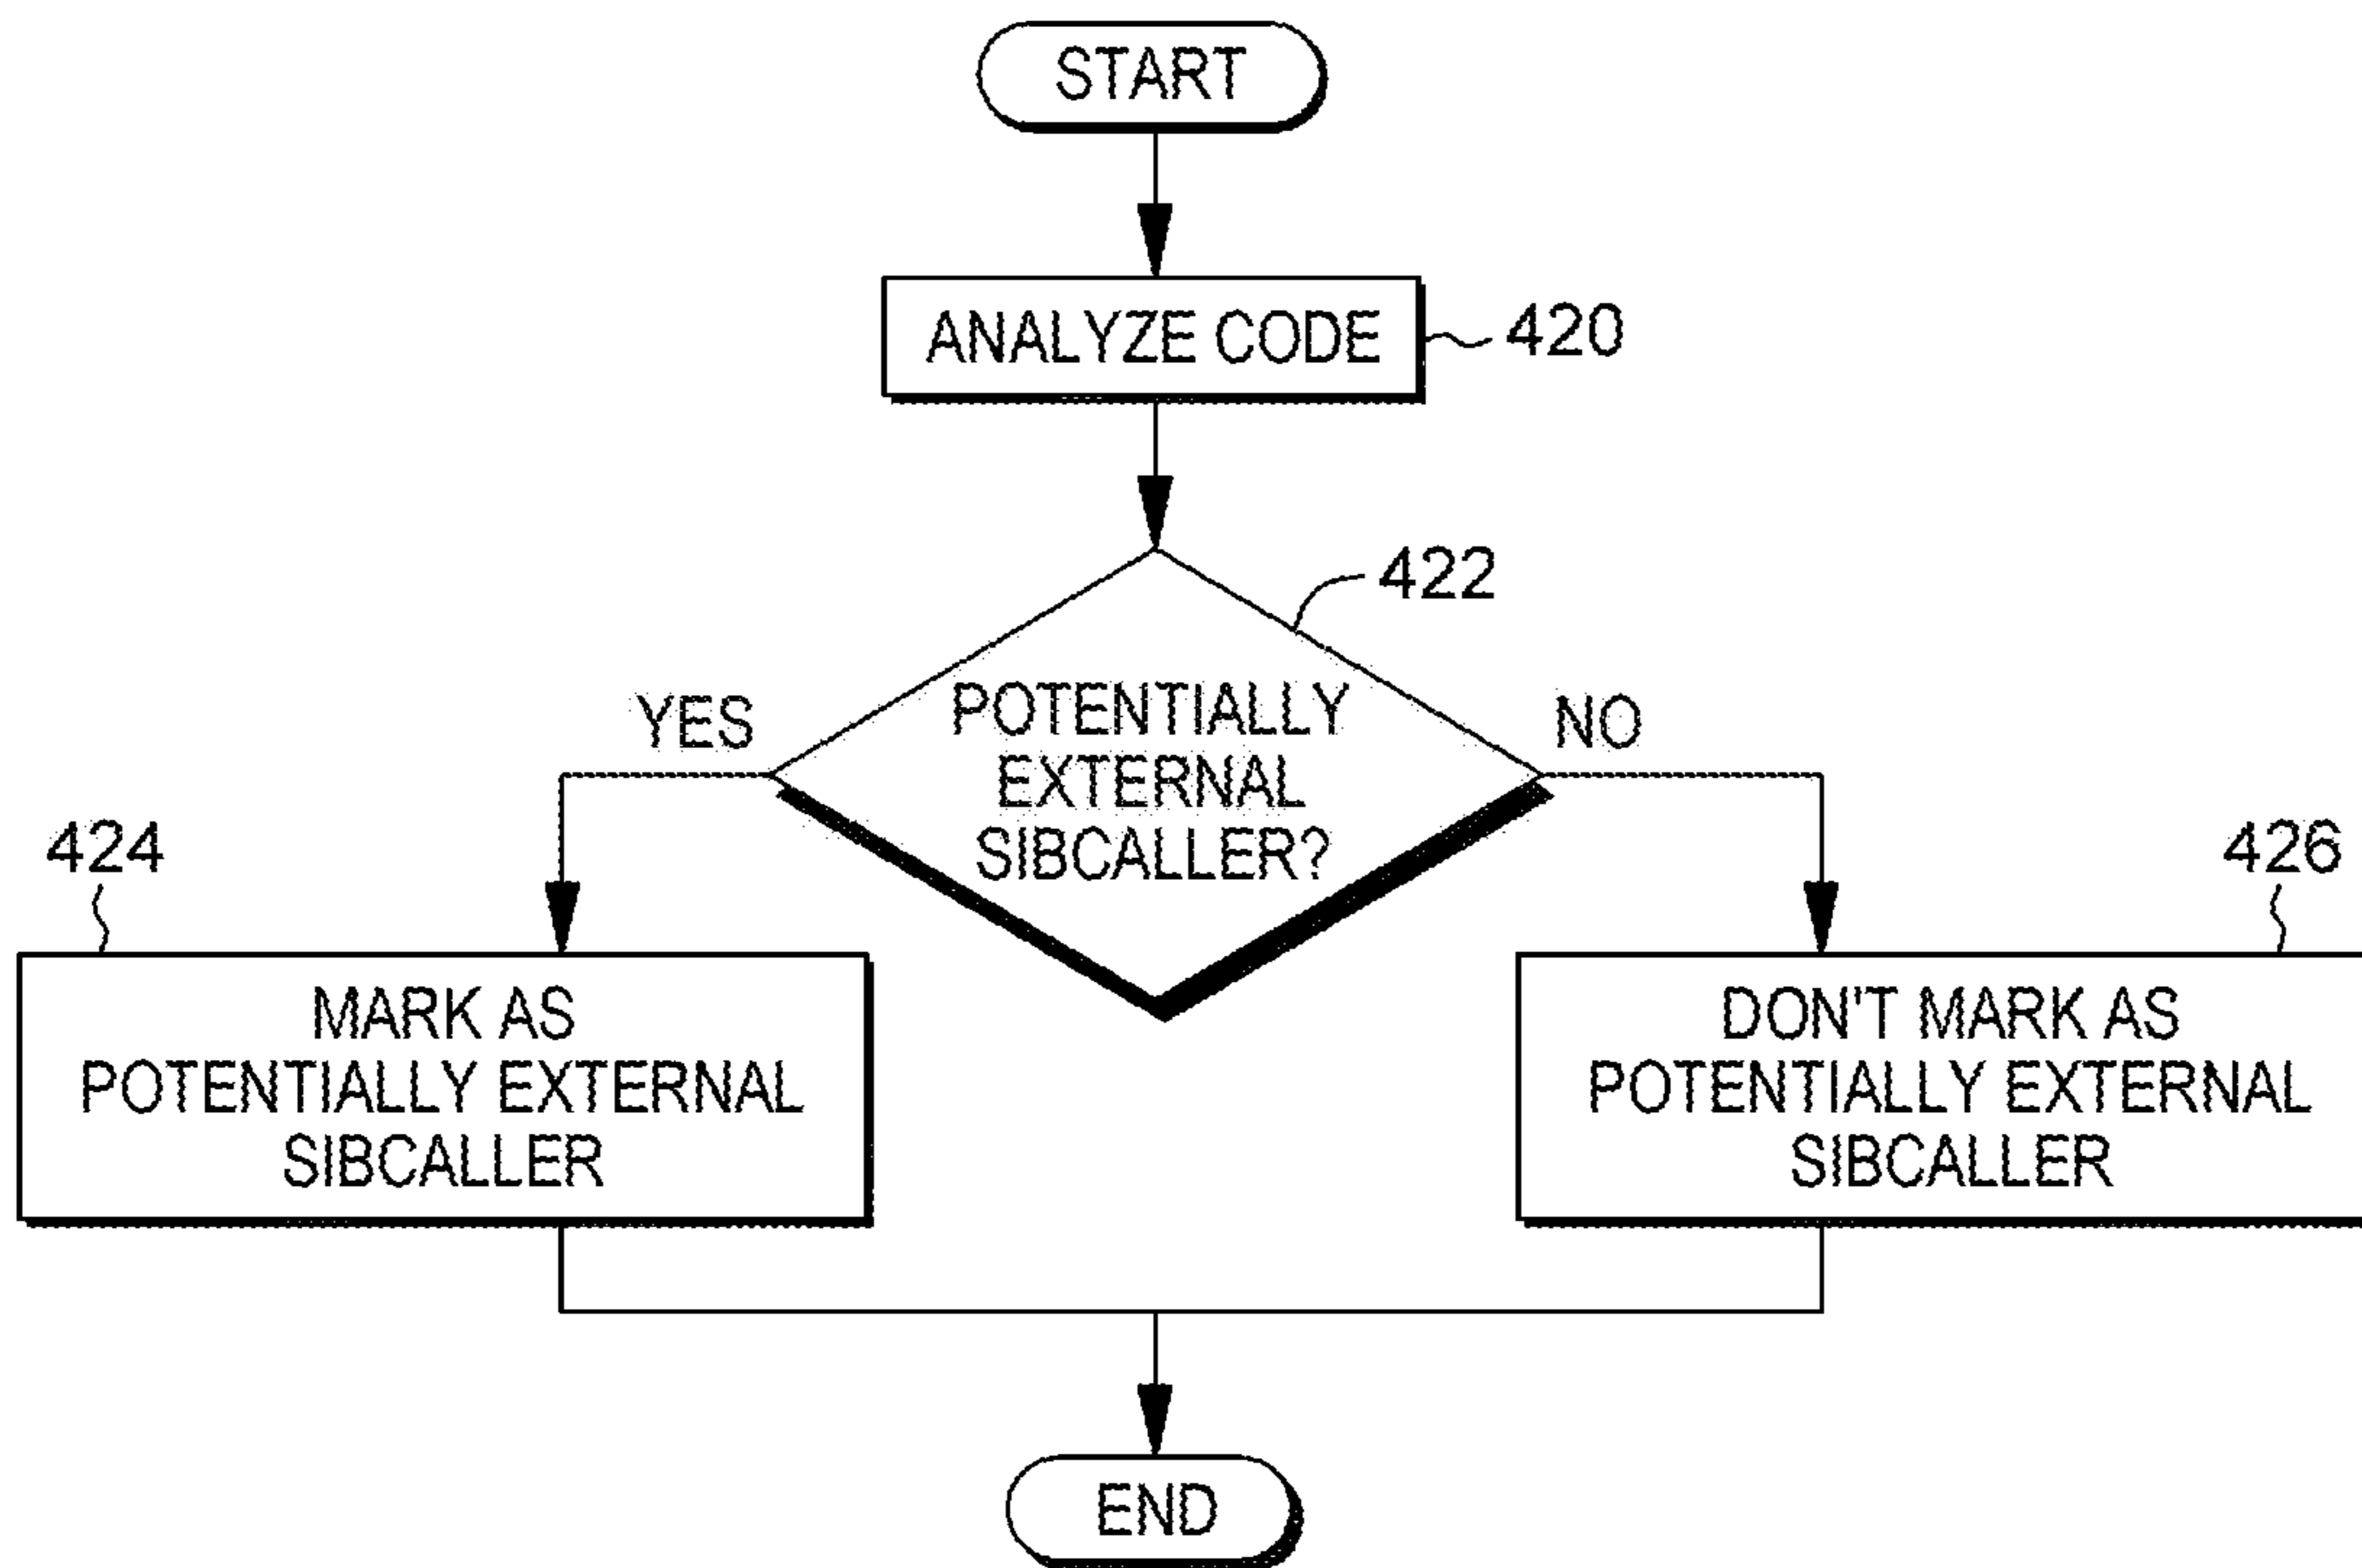 START
ANALYZE CODE
420
422
POTENTIALLY
EXTERNAL
SIBCALLER?
YES
NO
424
426
MARK AS
POTENTIALLY EXTERNAL
SIBCALLER
DON'T MARK AS
POTENTIALLY EXTERNAL
SIBCALLER
END